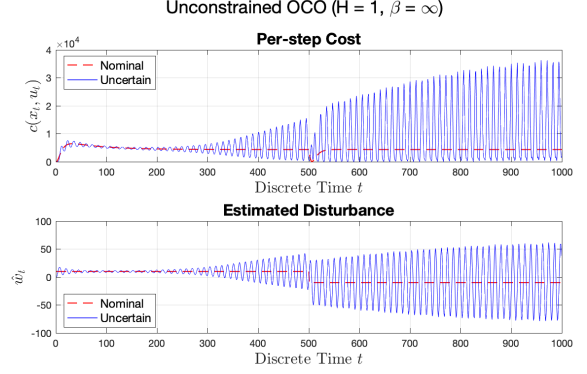 Unconstrained OCO (H = 1, β = ∞)
Per-step Cost
×10⁴
4
3
2
1
0
c(x_t, u_t)
Nominal
Uncertain
0 100 200 300 400 500 600 700 800 900 1000
Discrete Time t
Estimated Disturbance
100
50
0
-50
-100
ŵ_t
Nominal
Uncertain
0 100 200 300 400 500 600 700 800 900 1000
Discrete Time t